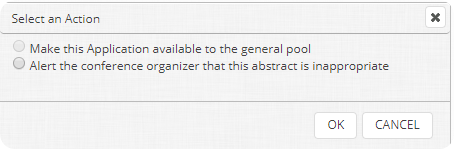 Select an Action
Make this Application available to the general pool
Alert the conference organizer that this abstract is inappropriate
OK CANCEL